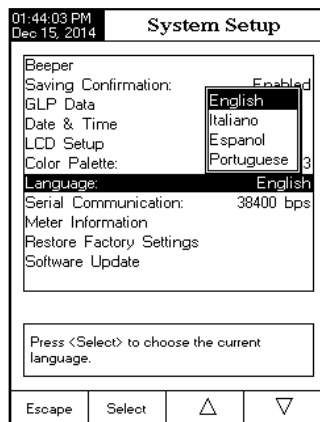 01:44:03 PM
Dec 15, 2014
System Setup
Beeper
Saving Confirmation: Enabled
GLP Data
English
Date & Time
Italiano
LCD Setup
Espanol
Color Palette: 3
Portuguese
Language: English
Serial Communication: 38400 bps
Meter Information
Restore Factory Settings
Software Update
Press <Select> to choose the current
language.
Escape Select